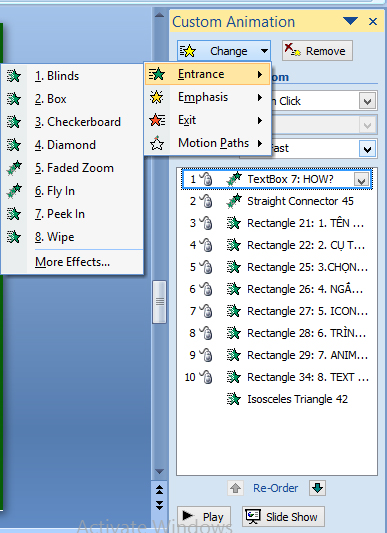 Custom Animation
Change
Remove
1. Blinds
2. Box
3. Checkerboard
4. Diamond
5. Faded Zoom
6. Fly In
7. Peek In
8. Wipe
More Effects...
Entrance
Emphasis
Exit
Motion Paths
Click
1 TextBox 7: HOW?
2 Straight Connector 45
3 Rectangle 21: 1. TÊN ...
4 Rectangle 22: 2. CỤ T...
5 Rectangle 25: 3.CHỌN...
6 Rectangle 26: 4. NGÂ...
7 Rectangle 27: 5. ICON...
8 Rectangle 28: 6. TRÌN...
9 Rectangle 29: 7. ANIM...
10 Rectangle 34: 8. TEXT ...
Isosceles Triangle 42
Re-Order
Play
Slide Show
Activate Windows